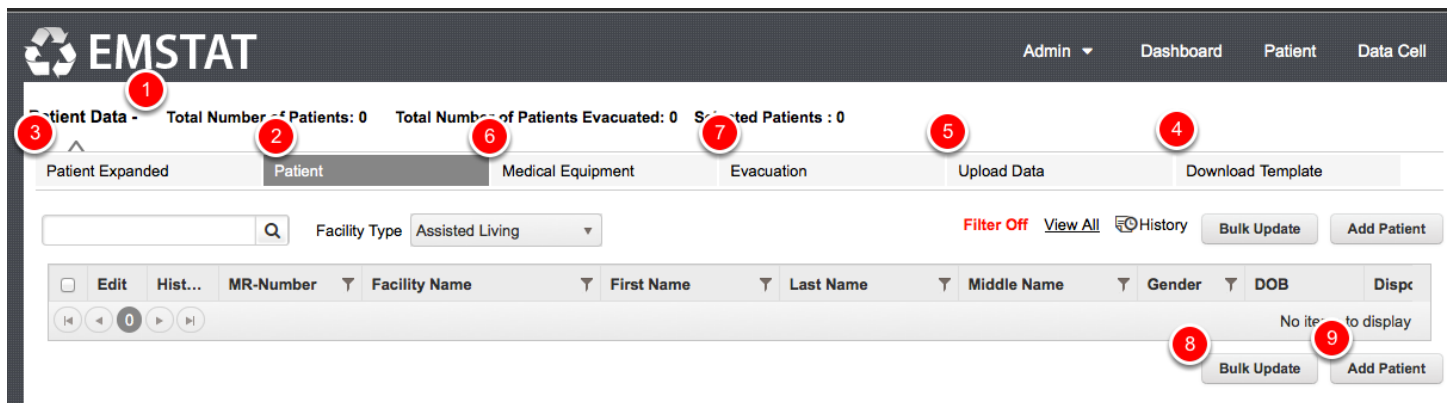 EMSTAT
Admin Dashboard Patient Data Cell
1
Patient Data - Total Number of Patients: 0 Total Number of Patients Evacuated: 0 Selected Patients : 0
3 2 6 7 5 4
Patient Expanded Patient Medical Equipment Evacuation Upload Data Download Template
Facility Type Assisted Living Filter Off View All History Bulk Update Add Patient
Edit Hist... MR-Number Facility Name First Name Last Name Middle Name Gender DOB Dispo
0 No items to display
8 9
Bulk Update Add Patient